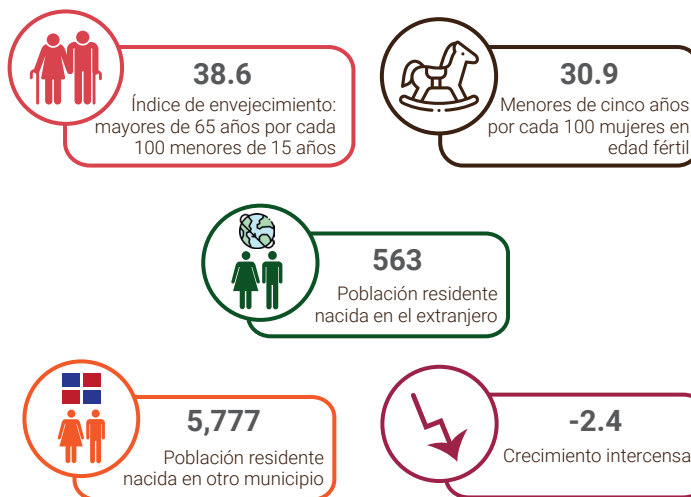 38.6
Índice de envejecimiento:
mayores de 65 años por cada
100 menores de 15 años
30.9
Menores de cinco años
por cada 100 mujeres en
edad fértil
563
Población residente
nacida en el extranjero
5,777
Población residente
nacida en otro municipio
-2.4
Crecimiento intercensa